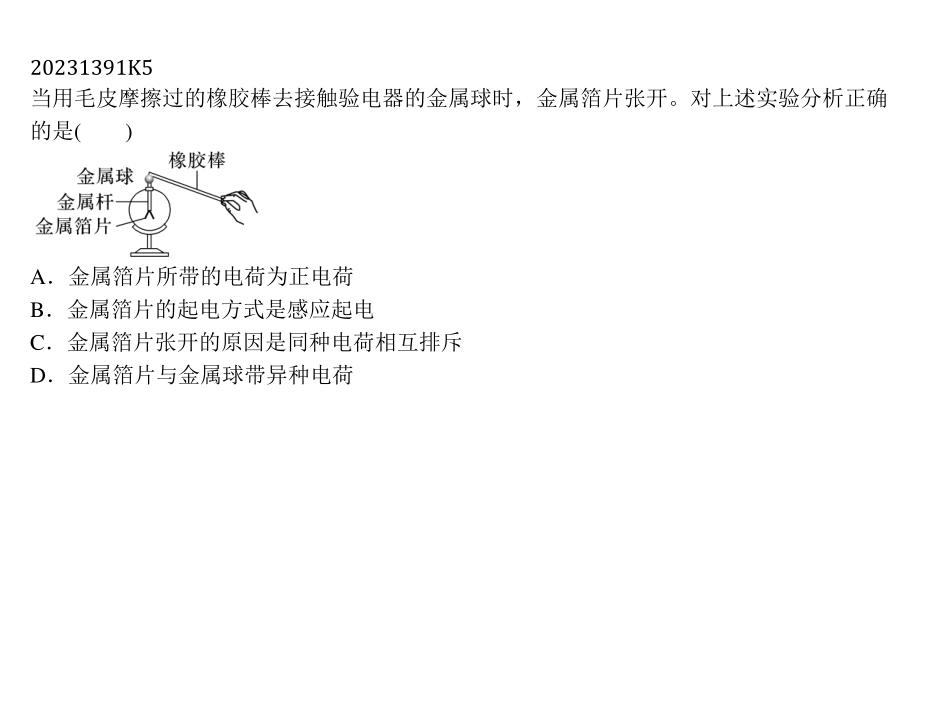 20231391K5
当用毛皮摩擦过的橡胶棒去接触验电器的金属球时，金属箔片张开。对上述实验分析正确
的是(　　)
橡胶棒
金属球
金属杆
金属箔片
A．金属箔片所带的电荷为正电荷
B．金属箔片的起电方式是感应起电
C．金属箔片张开的原因是同种电荷相互排斥
D．金属箔片与金属球带异种电荷